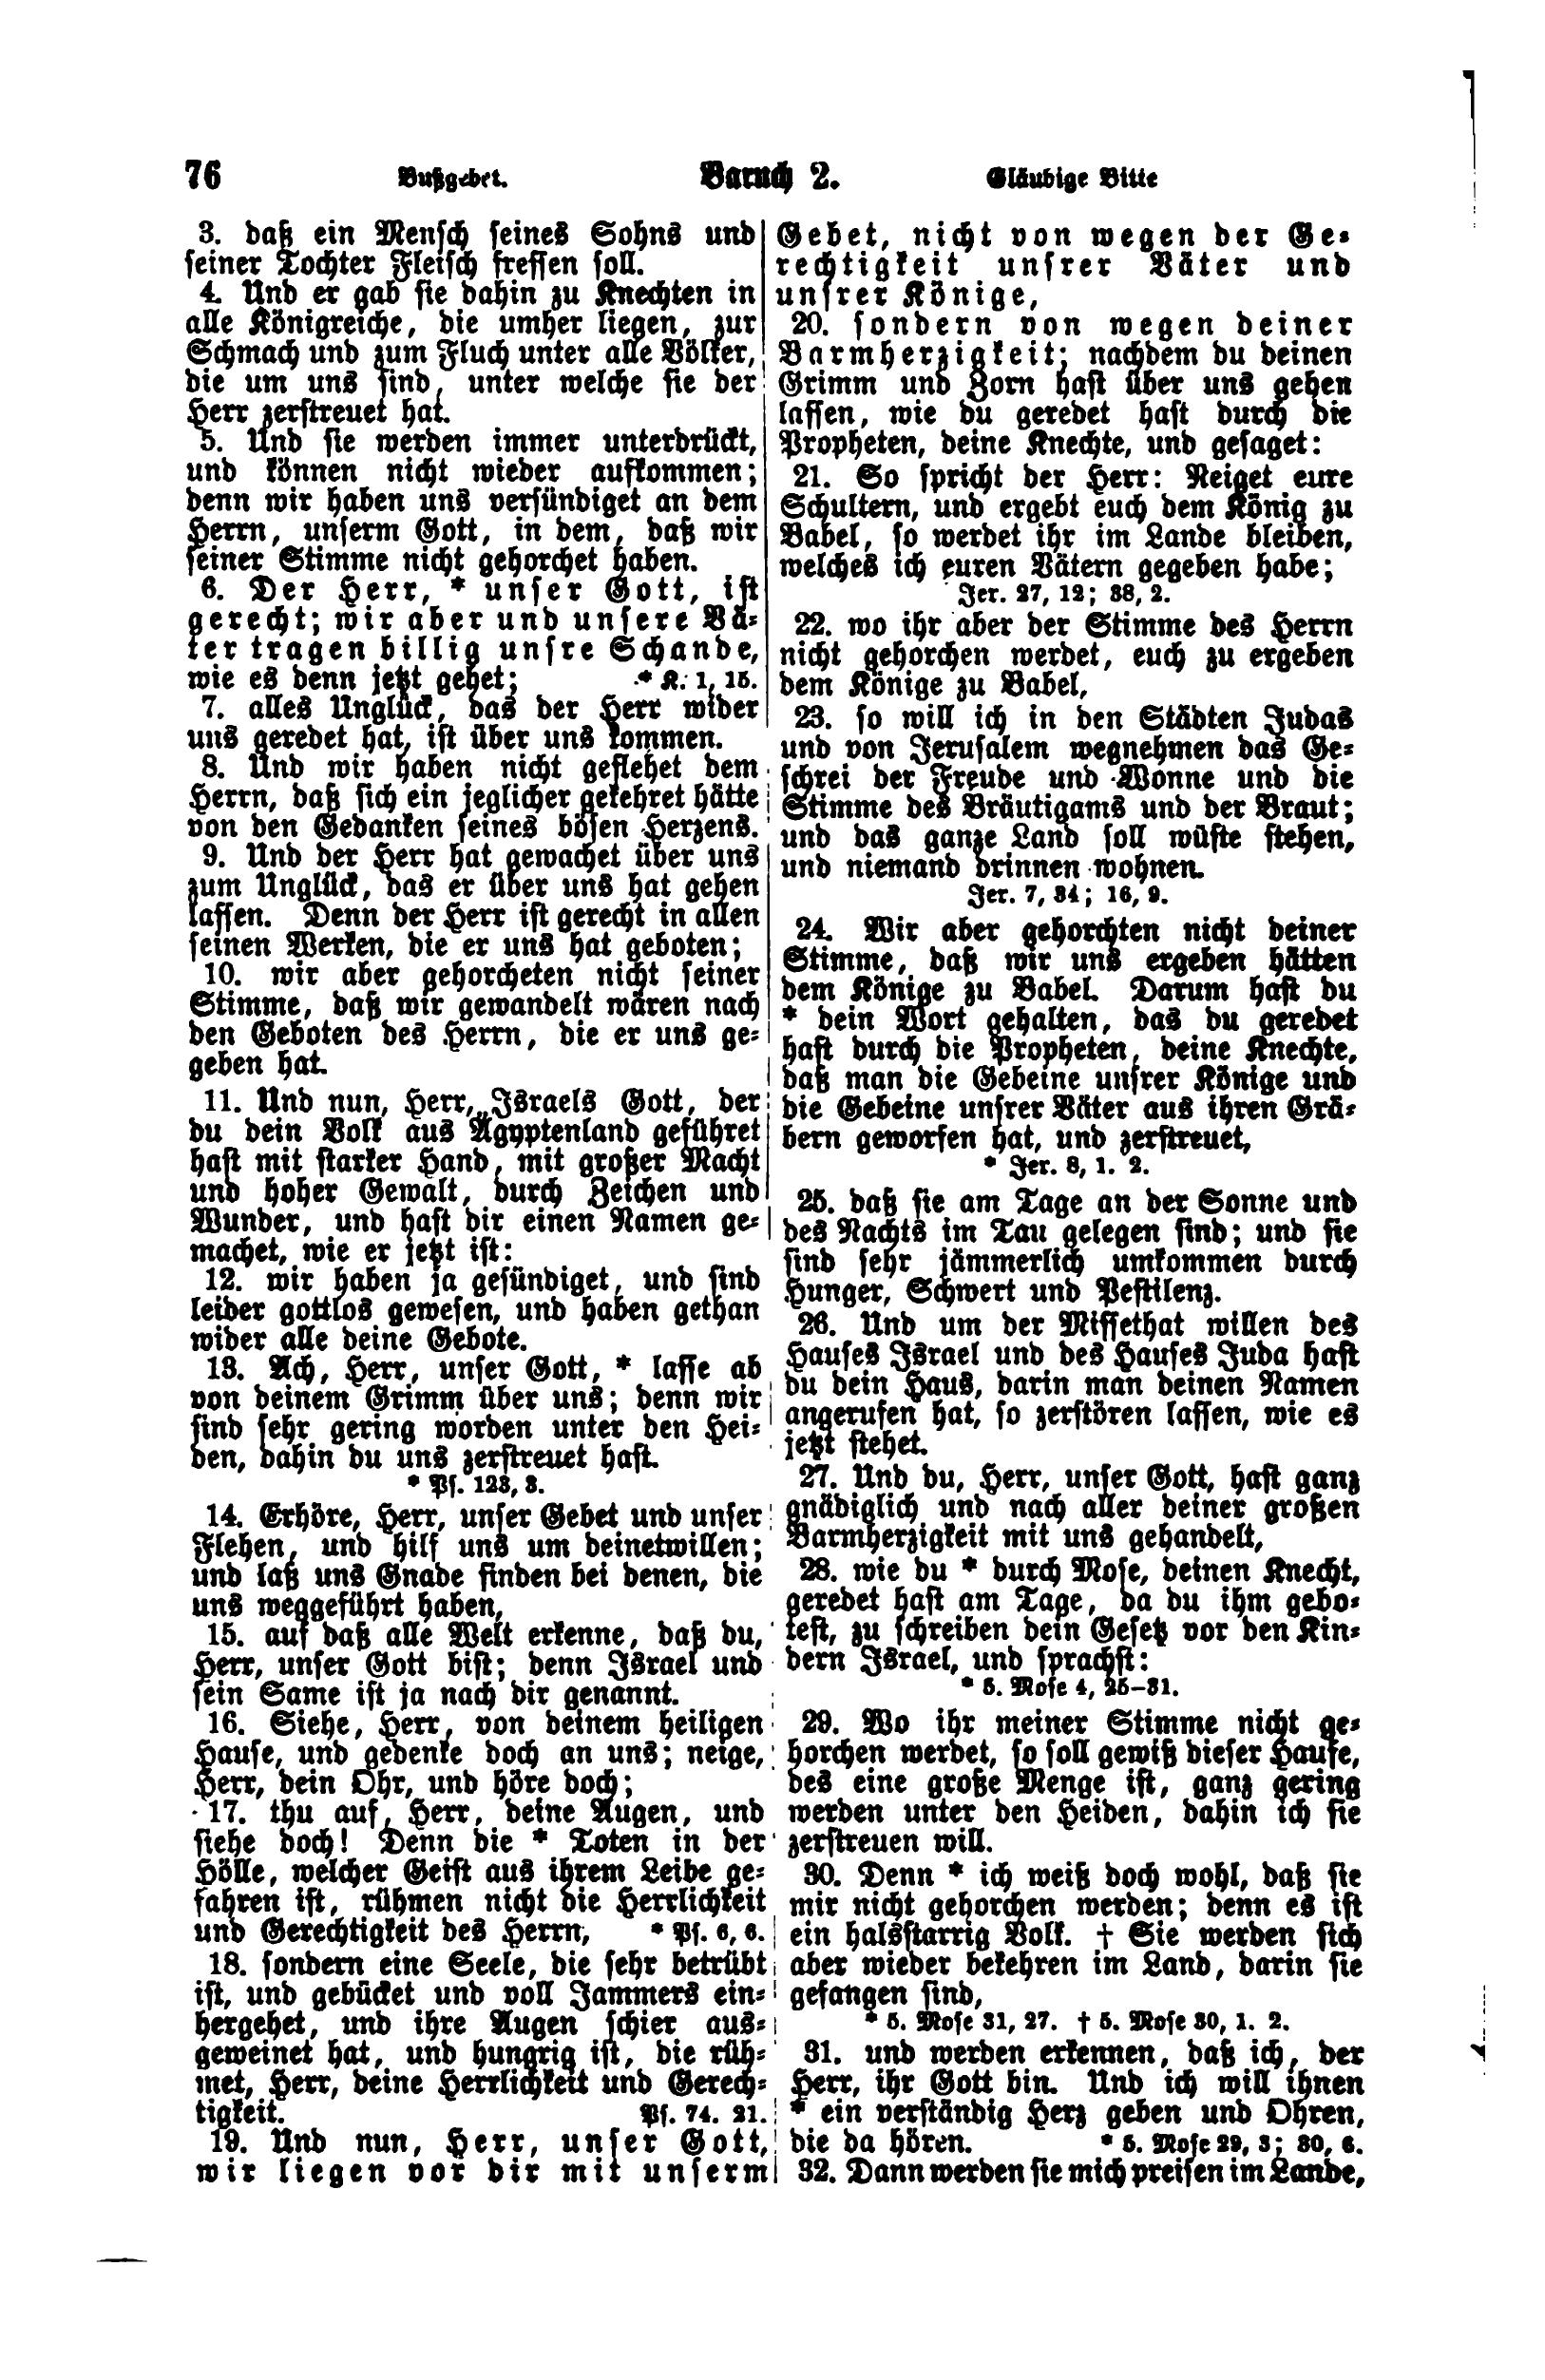 76 Bußgebet. Baruch 2. Gläubige Bitte
3. daß ein Mensch seines Sohns und
seiner Tochter Fleisch fressen soll.
4. Und er gab sie dahin zu Knechten in
alle Königreiche, die umher liegen, zur
Schmach und zum Fluch unter alle Völker,
die um uns sind, unter welche sie der
Herr zerstreuet hat.
5. Und sie werden immer unterdrückt,
und können nicht wieder aufkommen;
denn wir haben uns versündiget an dem
Herrn, unserm Gott, in dem, daß wir
seiner Stimme nicht gehorchet haben.
6. Der Herr, * unser Gott, ist
gerecht; wir aber und unsere Vä-
ter tragen billig unsre Schande,
wie es denn jetzt gehet; * K. 1, 15.
7. alles Unglück, das der Herr wider
uns geredet hat, ist über uns kommen.
8. Und wir haben nicht geflehet dem
Herrn, daß sich ein jeglicher gekehret hätte
von den Gedanken seines bösen Herzens.
9. Und der Herr hat gewachet über uns
zum Unglück, das er über uns hat gehen
lassen. Denn der Herr ist gerecht in allen
seinen Werken, die er uns hat geboten;
10. wir aber gehorcheten nicht seiner
Stimme, daß wir gewandelt wären nach
den Geboten des Herrn, die er uns ge-
geben hat.
11. Und nun, Herr, Israels Gott, der
du dein Volk aus Ägyptenland geführet
hast mit starker Hand, mit großer Macht
und hoher Gewalt, durch Zeichen und
Wunder, und hast dir einen Namen ge-
machet, wie er jetzt ist:
12. wir haben ja gesündiget, und sind
leider gottlos gewesen, und haben gethan
wider alle deine Gebote.
13. Ach, Herr, unser Gott, * lasse ab
von deinem Grimm über uns; denn wir
sind sehr gering worden unter den Hei-
den, dahin du uns zerstreuet hast.
* Ps. 123, 3.
14. Erhöre, Herr, unser Gebet und unser
Flehen, und hilf uns um deinetwillen;
und laß uns Gnade finden bei denen, die
uns weggeführt haben,
15. auf daß alle Welt erkenne, daß du,
Herr, unser Gott bist; denn Israel und
sein Same ist ja nach dir genannt.
16. Siehe, Herr, von deinem heiligen
Hause, und gedenke doch an uns; neige,
Herr, dein Ohr, und höre doch;
17. thu auf, Herr, deine Augen, und
siehe doch! Denn die * Toten in der
Hölle, welcher Geist aus ihrem Leibe ge-
fahren ist, rühmen nicht die Herrlichkeit
und Gerechtigkeit des Herrn, * Ps. 6, 6.
18. sondern eine Seele, die sehr betrübt
ist, und gebücket und voll Jammers ein-
hergehet, und ihre Augen schier aus-
geweinet hat, und hungrig ist, die rüh-
met, Herr, deine Herrlichkeit und Gerech-
tigkeit. Ps. 74. 21.
19. Und nun, Herr, unser Gott,
wir liegen vor dir mit unserm
Gebet, nicht von wegen der Ge-
rechtigkeit unsrer Väter und
unsrer Könige,
20. sondern von wegen deiner
Barmherzigkeit; nachdem du deinen
Grimm und Zorn hast über uns gehen
lassen, wie du geredet hast durch die
Propheten, deine Knechte, und gesaget:
21. So spricht der Herr: Neiget eure
Schultern, und ergebt euch dem König zu
Babel, so werdet ihr im Lande bleiben,
welches ich euren Vätern gegeben habe;
Jer. 27, 12; 38, 2.
22. wo ihr aber der Stimme des Herrn
nicht gehorchen werdet, euch zu ergeben
dem Könige zu Babel,
23. so will ich in den Städten Judas
und von Jerusalem wegnehmen das Ge-
schrei der Freude und Wonne und die
Stimme des Bräutigams und der Braut;
und das ganze Land soll wüste stehen,
und niemand drinnen wohnen.
Jer. 7, 34; 16, 9.
24. Wir aber gehorchten nicht deiner
Stimme, daß wir uns ergeben hätten
dem Könige zu Babel. Darum hast du
* dein Wort gehalten, das du geredet
hast durch die Propheten, deine Knechte,
daß man die Gebeine unsrer Könige und
die Gebeine unsrer Väter aus ihren Grä-
bern geworfen hat, und zerstreuet,
* Jer. 8, 1. 2.
25. daß sie am Tage an der Sonne und
des Nachts im Tau gelegen sind; und sie
sind sehr jämmerlich umkommen durch
Hunger, Schwert und Pestilenz.
26. Und um der Missethat willen des
Hauses Israel und des Hauses Juda hast
du dein Haus, darin man deinen Namen
angerufen hat, so zerstören lassen, wie es
jetzt stehet.
27. Und du, Herr, unser Gott, hast ganz
gnädiglich und nach aller deiner großen
Barmherzigkeit mit uns gehandelt,
28. wie du * durch Mose, deinen Knecht,
geredet hast am Tage, da du ihm gebo-
test, zu schreiben dein Gesetz vor den Kin-
dern Israel, und sprachst:
* 5. Mose 4, 25–31.
29. Wo ihr meiner Stimme nicht ge-
horchen werdet, so soll gewiß dieser Haufe,
des eine große Menge ist, ganz gering
werden unter den Heiden, dahin ich sie
zerstreuen will.
30. Denn * ich weiß doch wohl, daß sie
mir nicht gehorchen werden; denn es ist
ein halsstarrig Volk. † Sie werden sich
aber wieder bekehren im Land, darin sie
gefangen sind,
* 5. Mose 31, 27. † 5. Mose 30, 1. 2.
31. und werden erkennen, daß ich, der
Herr, ihr Gott bin. Und ich will ihnen
* ein verständig Herz geben und Ohren,
die da hören. * 5. Mose 29, 3; 30, 6.
32. Dann werden sie mich preisen im Lande,